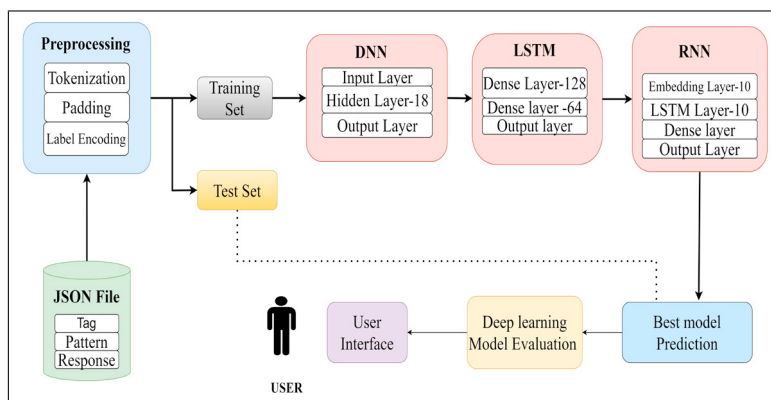 Preprocessing
Tokenization
Padding
Label Encoding
Training
Set
Test Set
DNN
Input Layer
Hidden Layer-18
Output Layer
LSTM
Dense Layer-128
Dense layer -64
Output layer
RNN
Embedding Layer-10
LSTM Layer-10
Dense layer
Output Layer
JSON File
Tag
Pattern
Response
USER
User
Interface
Deep learning
Model Evaluation
Best model
Prediction